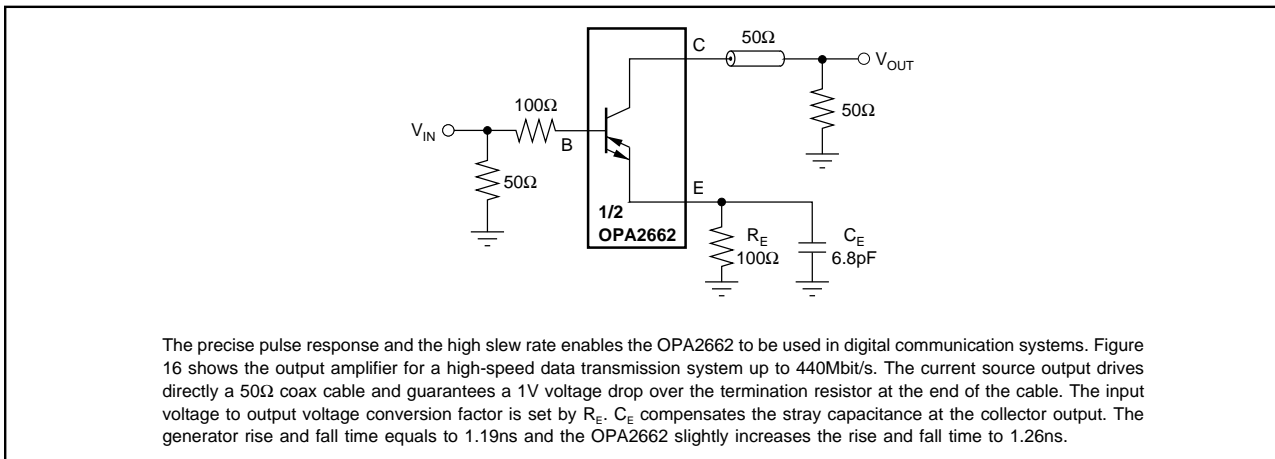 50Ω
C
V_OUT
50Ω
100Ω
V_IN
B
50Ω
E
1/2
OPA2662
R_E
100Ω
C_E
6.8pF
The precise pulse response and the high slew rate enables the OPA2662 to be used in digital communication systems. Figure
16 shows the output amplifier for a high-speed data transmission system up to 440Mbit/s. The current source output drives
directly a 50Ω coax cable and guarantees a 1V voltage drop over the termination resistor at the end of the cable. The input
voltage to output voltage conversion factor is set by R_E. C_E compensates the stray capacitance at the collector output. The
generator rise and fall time equals to 1.19ns and the OPA2662 slightly increases the rise and fall time to 1.26ns.